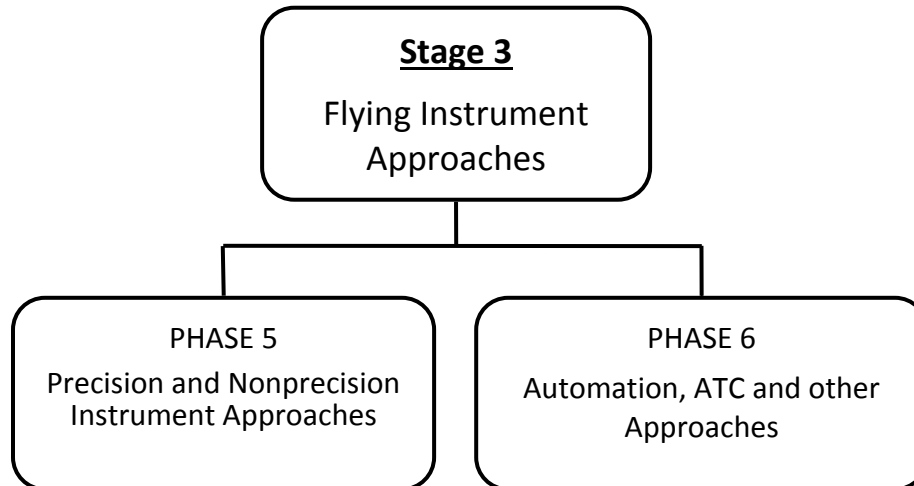 Stage 3
Flying Instrument
Approaches
PHASE 5
Precision and Nonprecision
Instrument Approaches
PHASE 6
Automation, ATC and other
Approaches